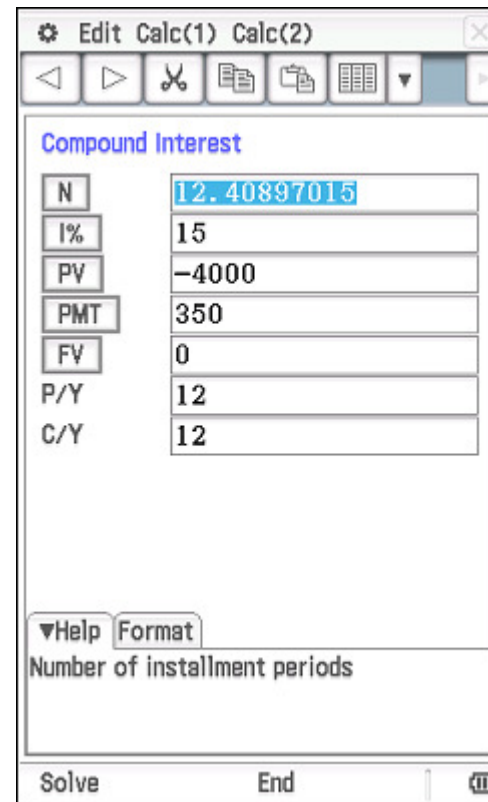 Edit Calc(1) Calc(2)
Compound Interest
N 12.40897015
I% 15
PV -4000
PMT 350
FV 0
P/Y 12
C/Y 12
▼Help Format
Number of installment periods
Solve End